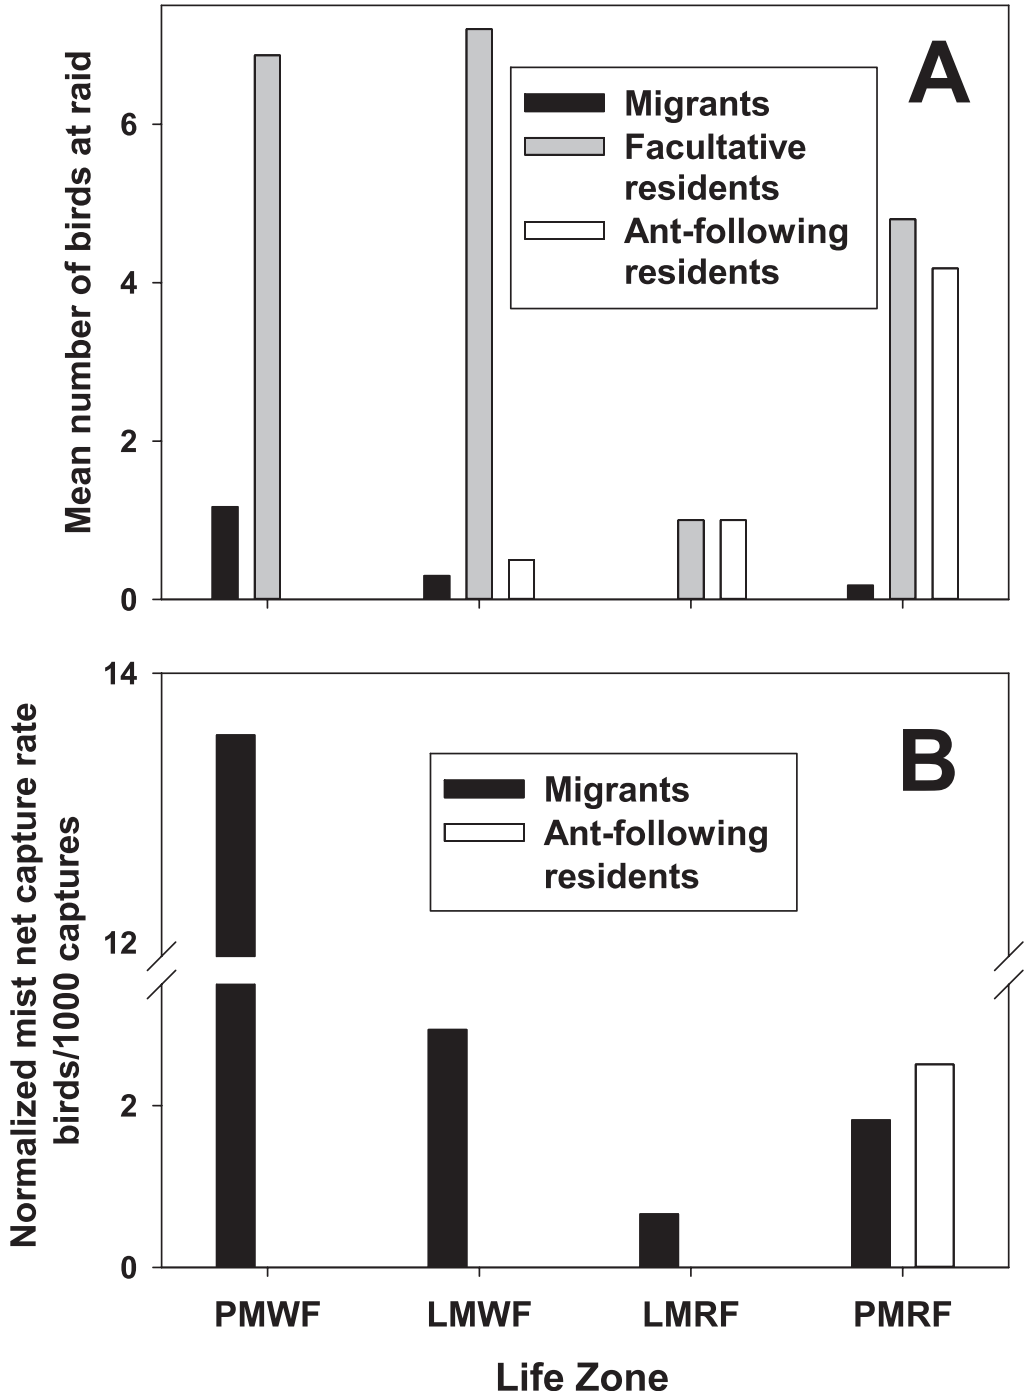 A
Migrants
Facultative
residents
Ant-following
residents
Mean number of birds at raid
6
4
2
0
B
Migrants
Ant-following
residents
Normalized mist net capture rate
birds/1000 captures
14
12
2
0
PMWF LMWF LMRF PMRF
Life Zone